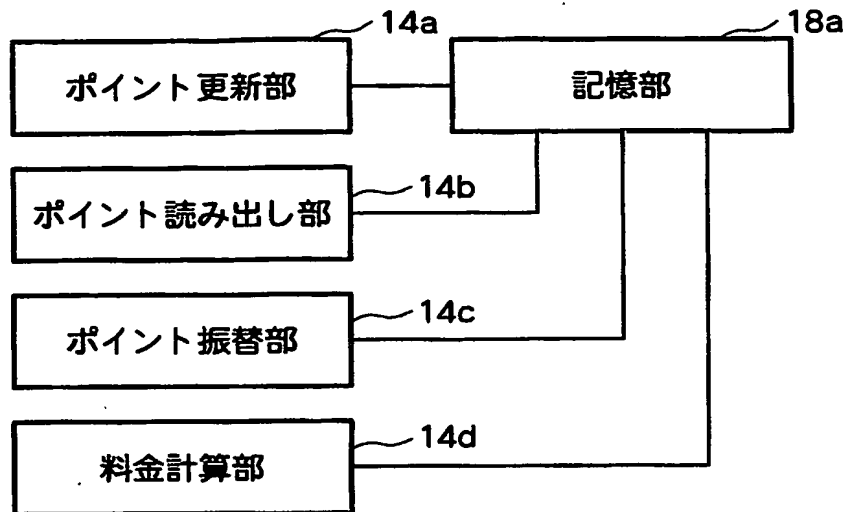 14a
18a
ポイント更新部
記憶部
14b
ポイント読み出し部
14c
ポイント振替部
14d
料金計算部